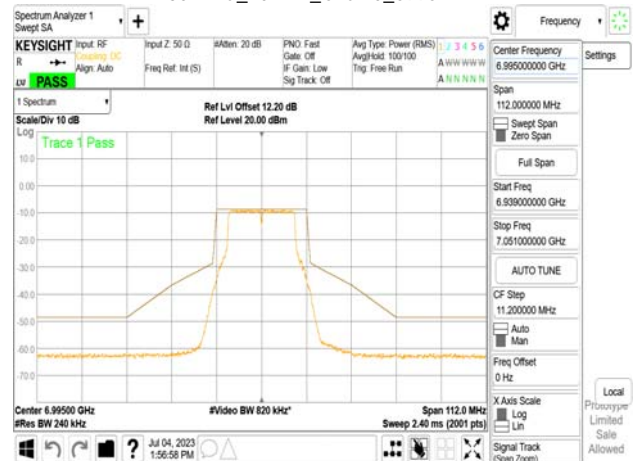 Spectrum Analyzer 1
Swept SA
+
Frequency
KEYSIGHT
R
LV PASS
Input: RF
Coupling: DC
Align: Auto
Input Z: 50 Ω
Freq Ref: Int (S)
#Atten: 20 dB
PNO: Fast
Gate: Off
IF Gain: Low
Sig Track: Off
Avg Type: Power (RMS)
Avg|Hold: 100/100
Trig: Free Run
1 2 3 4 5 6
A W W W W W
A N N N N N
Center Frequency
6.995000000 GHz
Settings
Span
112.000000 MHz
Swept Span
Zero Span
Full Span
Start Freq
6.939000000 GHz
Stop Freq
7.051000000 GHz
AUTO TUNE
CF Step
11.200000 MHz
Auto
Man
Freq Offset
0 Hz
X Axis Scale
Log
Lin
Signal Track
(Span Zoom)
Local
Prototype
Limited
Sale
Allowed
1 Spectrum
Scale/Div 10 dB
Ref Lvl Offset 12.20 dB
Ref Level 20.00 dBm
Log
Trace 1 Pass
10.0
0.00
-10.0
-20.0
-30.0
-40.0
-50.0
-60.0
-70.0
Center 6.99500 GHz
#Res BW 240 kHz
#Video BW 820 kHz*
Span 112.0 MHz
Sweep 2.40 ms (2001 pts)
?
Jul 04, 2023
1:56:58 PM